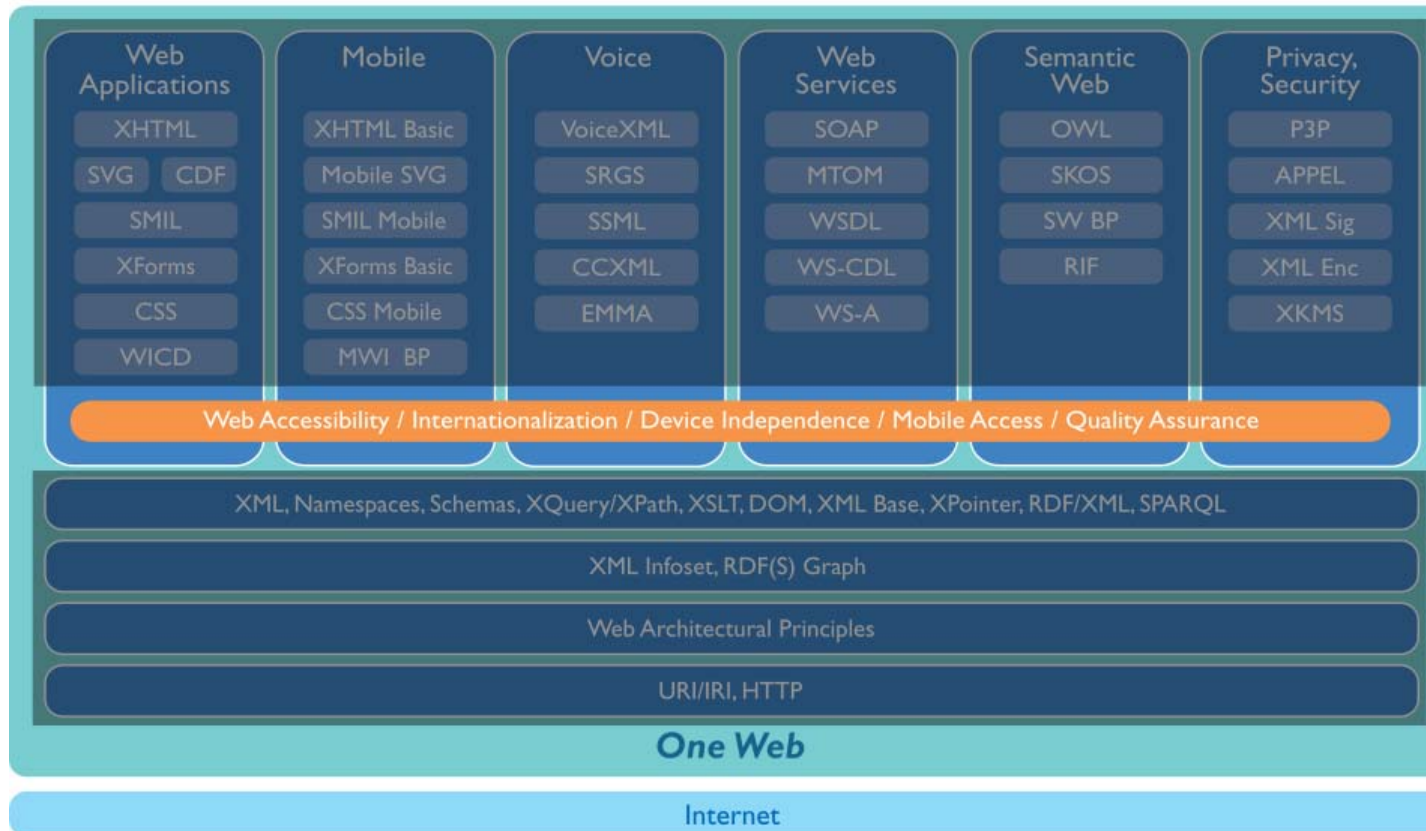 Web
Applications
XHTML
SVG CDF
SMIL
XForms
CSS
WICD
Mobile
XHTML Basic
Mobile SVG
SMIL Mobile
XForms Basic
CSS Mobile
MWI BP
Voice
VoiceXML
SRGS
SSML
CCXML
EMMA
Web
Services
SOAP
MTOM
WSDL
WS-CDL
WS-A
Semantic
Web
OWL
SKOS
SW BP
RIF
Privacy,
Security
P3P
APPEL
XML Sig
XML Enc
XKMS
Web Accessibility / Internationalization / Device Independence / Mobile Access / Quality Assurance
XML, Namespaces, Schemas, XQuery/XPath, XSLT, DOM, XML Base, XPointer, RDF/XML, SPARQL
XML Infoset, RDF(S) Graph
Web Architectural Principles
URI/IRI, HTTP
One Web
Internet